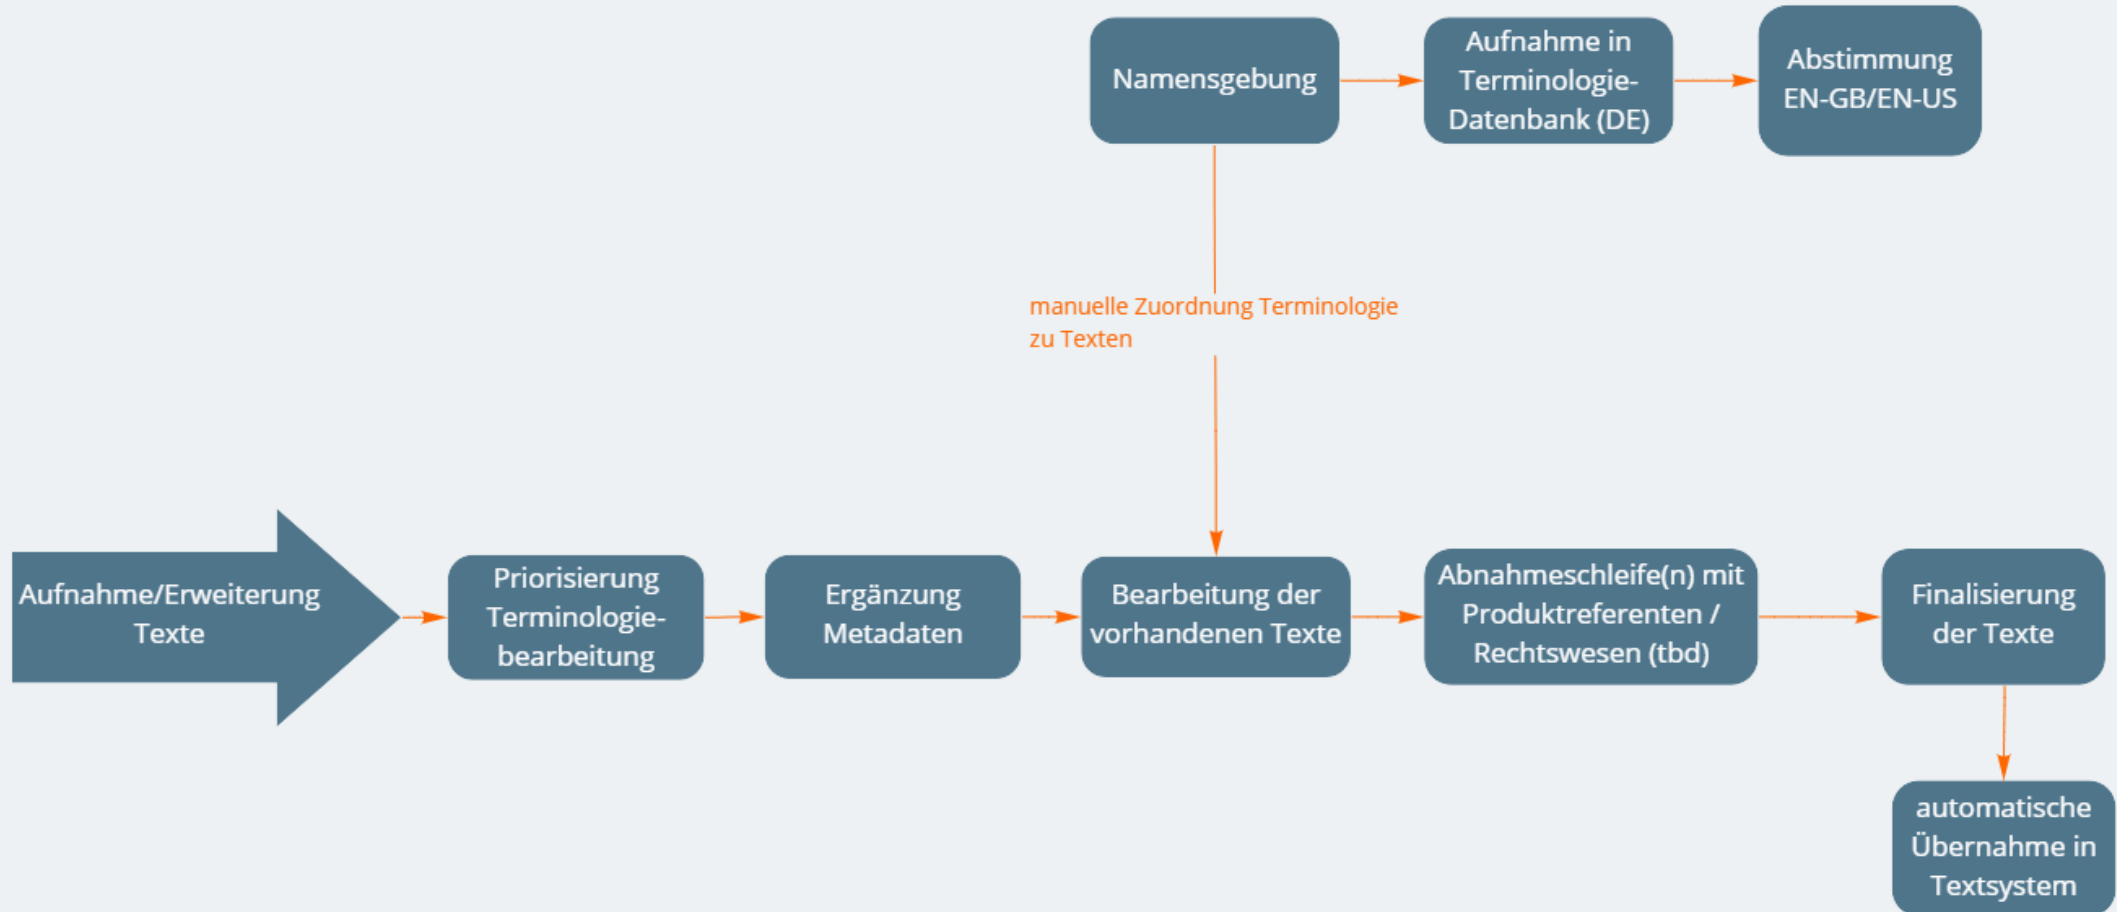 Namensgebung
Aufnahme in
Terminologie-
Datenbank (DE)
Abstimmung
EN-GB/EN-US
manuelle Zuordnung Terminologie
zu Texten
Aufnahme/Erweiterung
Texte
Priorisierung
Terminologie-
bearbeitung
Ergänzung
Metadaten
Bearbeitung der
vorhandenen Texte
Abnahmeschleife(n) mit
Produktreferenten /
Rechtswesen (tbd)
Finalisierung
der Texte
automatische
Übernahme in
Textsystem